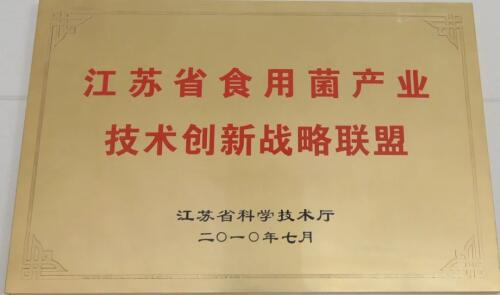 江苏省食用菌产业
技术创新战略联盟
江苏省科学技术厅
二〇一〇年七月